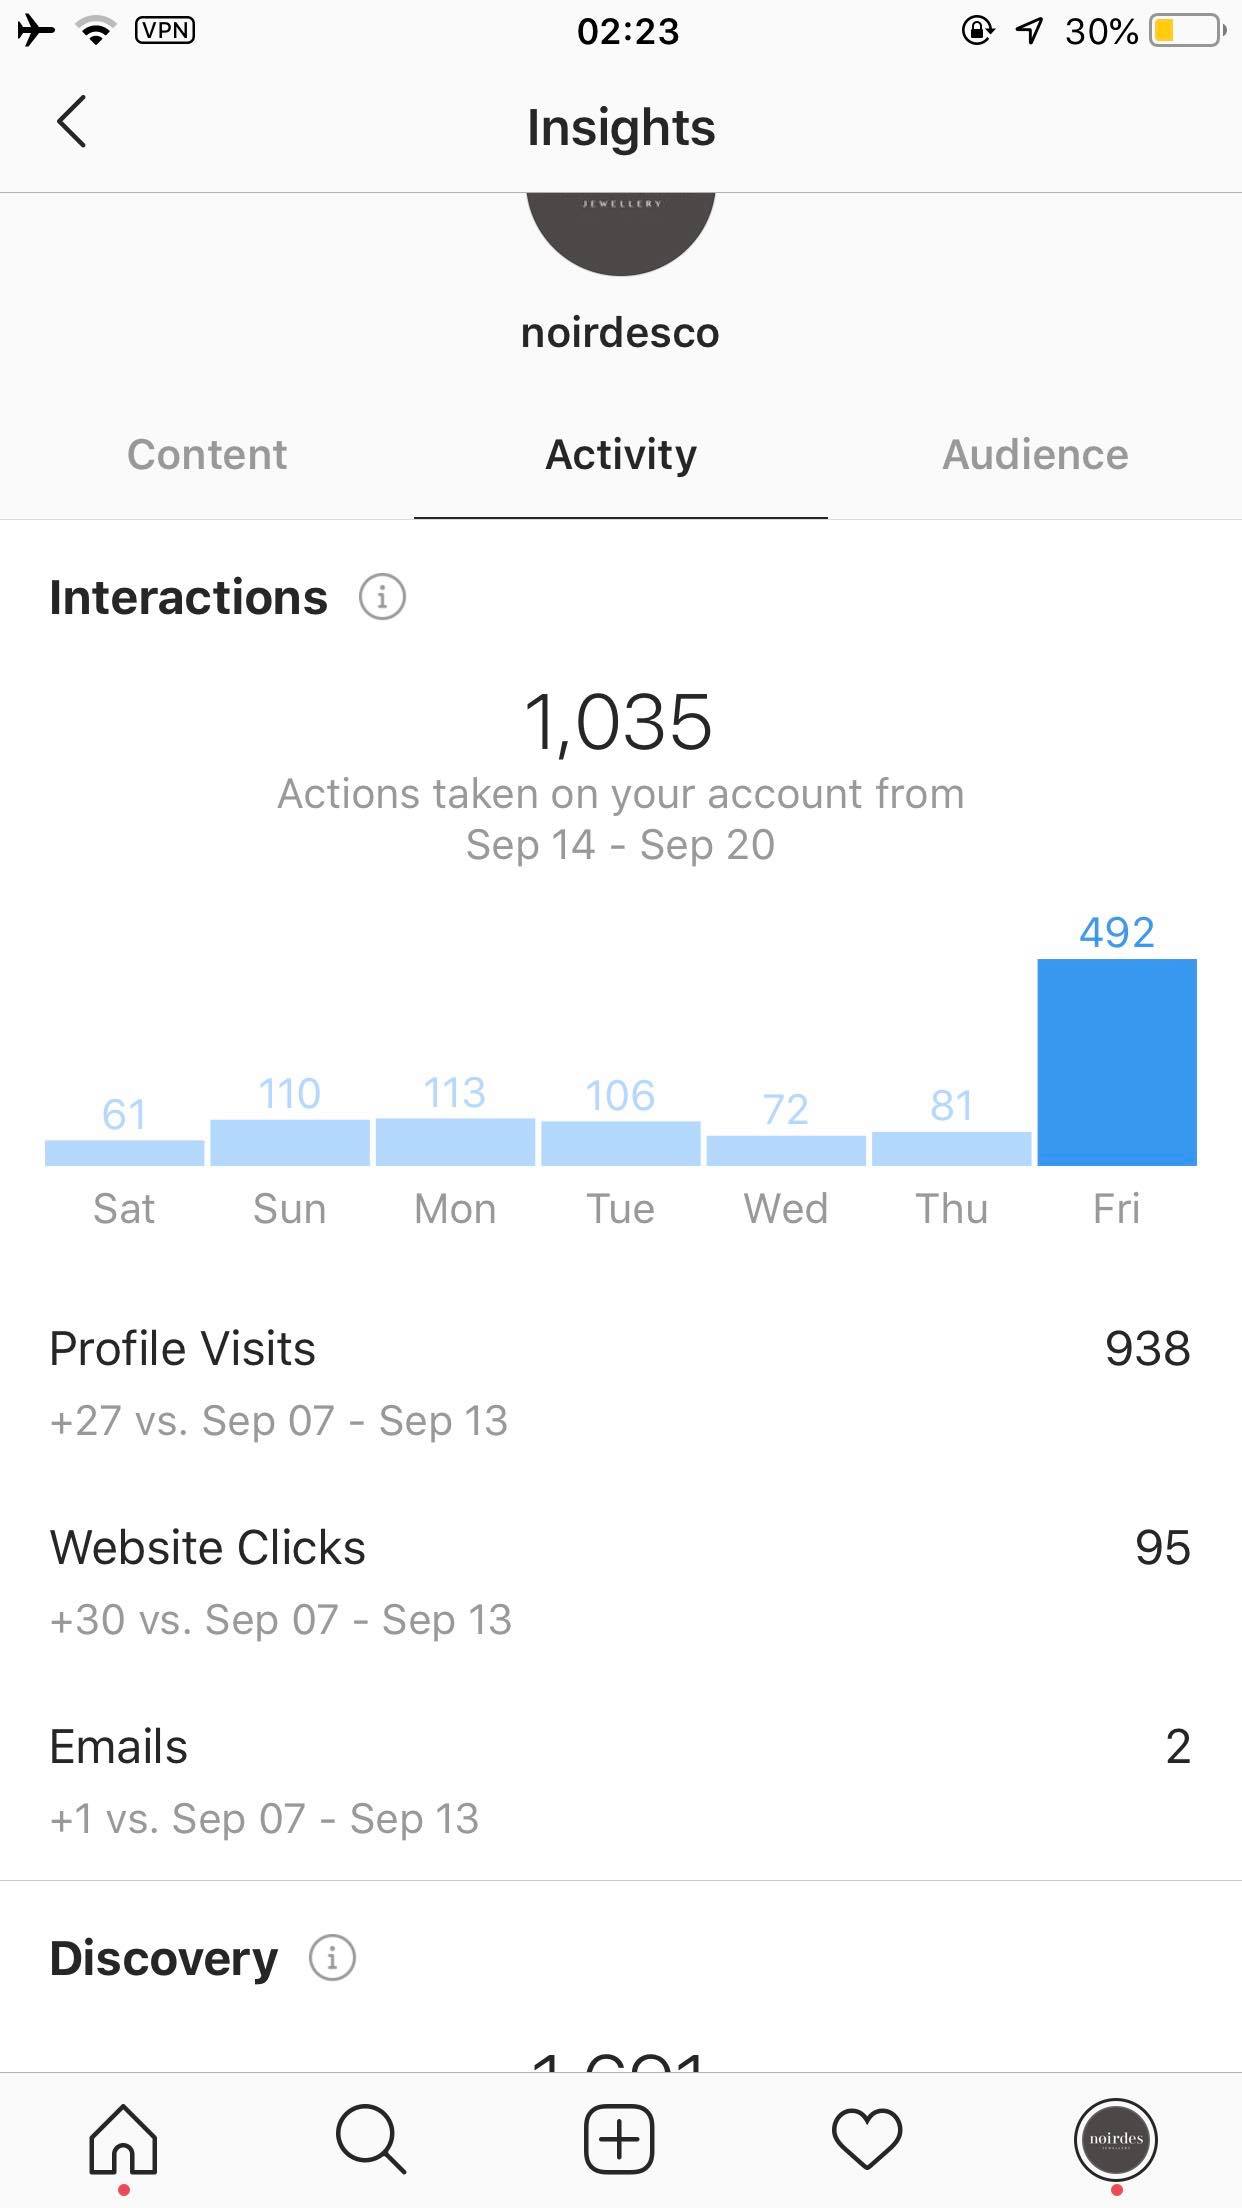 VPN
02:23
30%
Insights
JEWELLERY
noirdesco
Content
Activity
Audience
Interactions
1,035
Actions taken on your account from
Sep 14 - Sep 20
61
110
113
106
72
81
492
Sat
Sun
Mon
Tue
Wed
Thu
Fri
Profile Visits
938
+27 vs. Sep 07 - Sep 13
Website Clicks
95
+30 vs. Sep 07 - Sep 13
Emails
2
+1 vs. Sep 07 - Sep 13
Discovery
noirdes